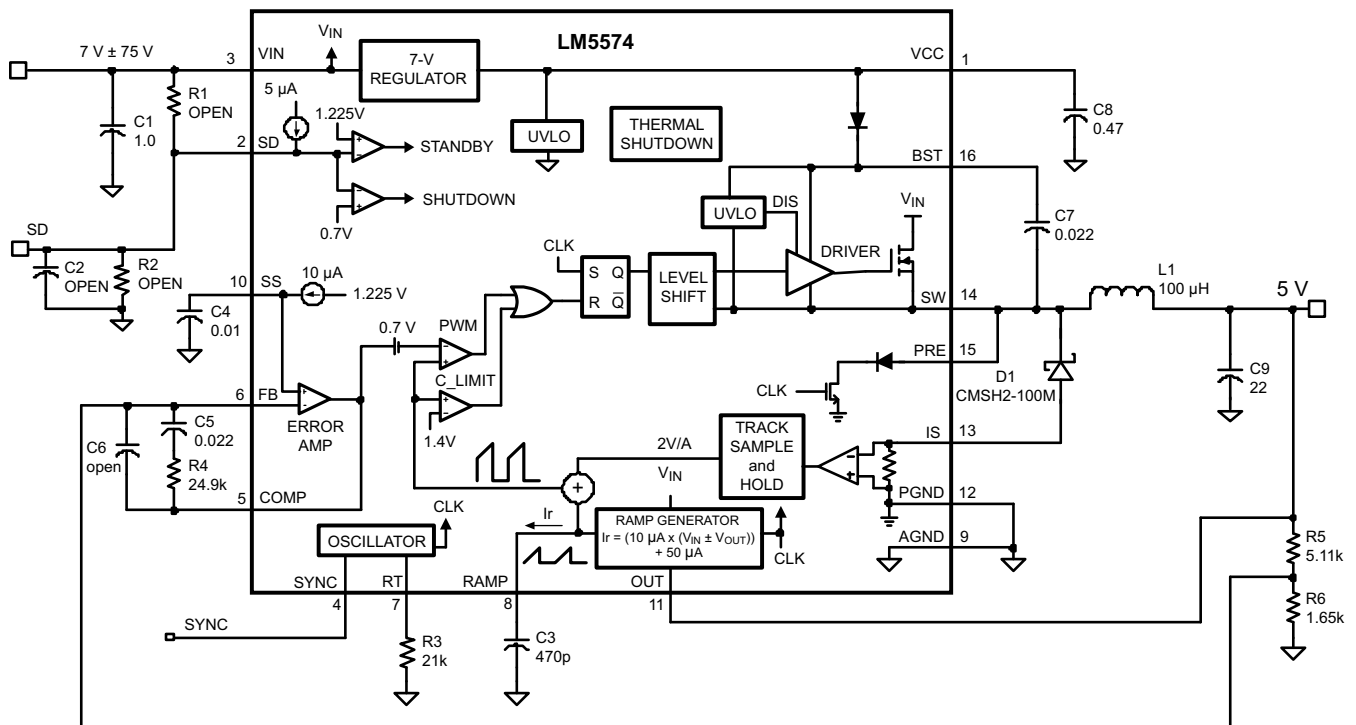 LM5574
7 V ± 75 V
3
VIN
V_IN
7-V
REGULATOR
VCC
1
R1
OPEN
C1
1.0
5 µA
1.225V
2
SD
STANDBY
UVLO
THERMAL
SHUTDOWN
C8
0.47
SHUTDOWN
0.7V
BST
16
SD
C2
OPEN
R2
OPEN
UVLO
DIS
V_IN
DRIVER
C7
0.022
10
SS
10 µA
1.225 V
CLK
S
Q
R
Q̅
LEVEL
SHIFT
SW
14
L1
100 µH
5 V
C4
0.01
0.7 V
PWM
PRE
15
C_LIMIT
CLK
D1
CMSH2-100M
C9
22
6
FB
ERROR
AMP
C5
0.022
C6
open
R4
24.9k
1.4V
2V/A
TRACK
SAMPLE
and
HOLD
IS
13
5
COMP
V_IN
PGND
12
CLK
OSCILLATOR
Ir
RAMP GENERATOR
Ir = (10 µA x (V_IN ± V_OUT))
+ 50 µA
CLK
AGND
9
R5
5.11k
SYNC
4
RT
7
RAMP
8
OUT
11
R6
1.65k
SYNC
R3
21k
C3
470p